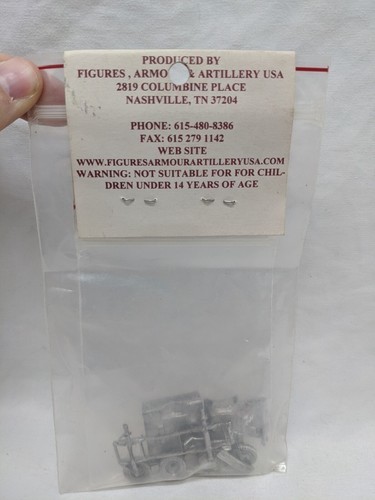 PRODUCED BY
FIGURES , ARMO & ARTILLERY USA
2819 COLUMBINE PLACE
NASHVILLE, TN 37204
PHONE: 615-480-8386
FAX: 615 279 1142
WEB SITE
WWW.FIGURESARMOURARTILLERYUSA.COM
WARNING: NOT SUITABLE FOR FOR CHIL-
DREN UNDER 14 YEARS OF AGE